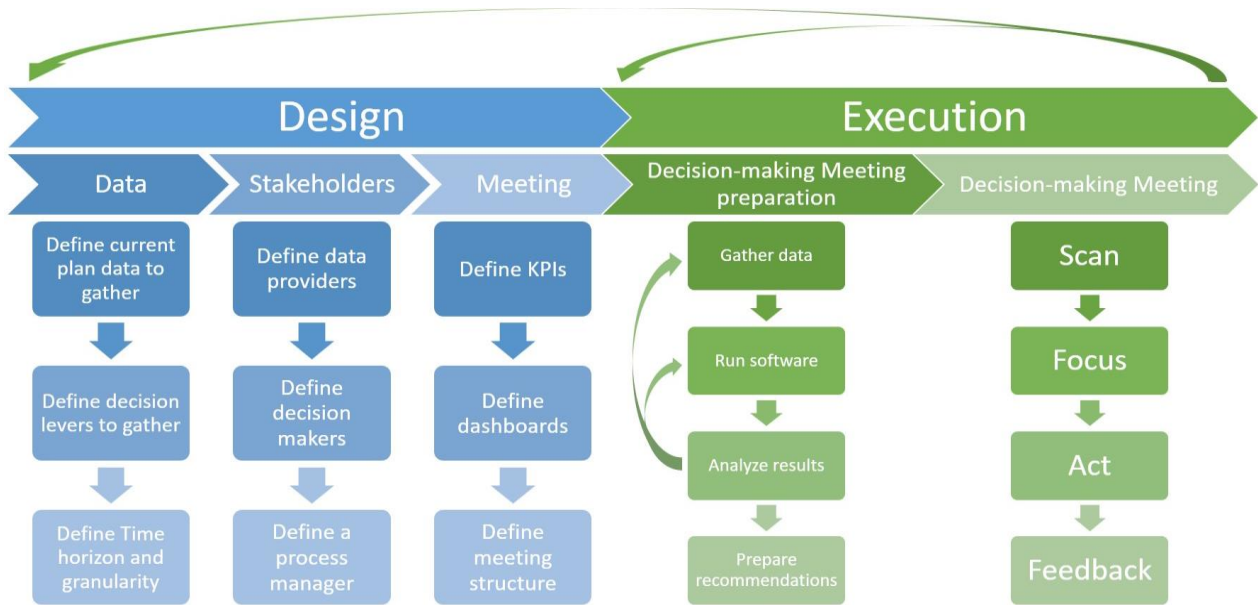 Design
Execution
Data
Stakeholders
Meeting
Decision-making Meeting
preparation
Decision-making Meeting
Define current
plan data to
gather
Define decision
levers to gather
Define Time
horizon and
granularity
Define data
providers
Define
decision
makers
Define a
process
manager
Define KPIs
Define
dashboards
Define
meeting
structure
Gather data
Run software
Analyze results
Prepare
recommendations
Scan
Focus
Act
Feedback